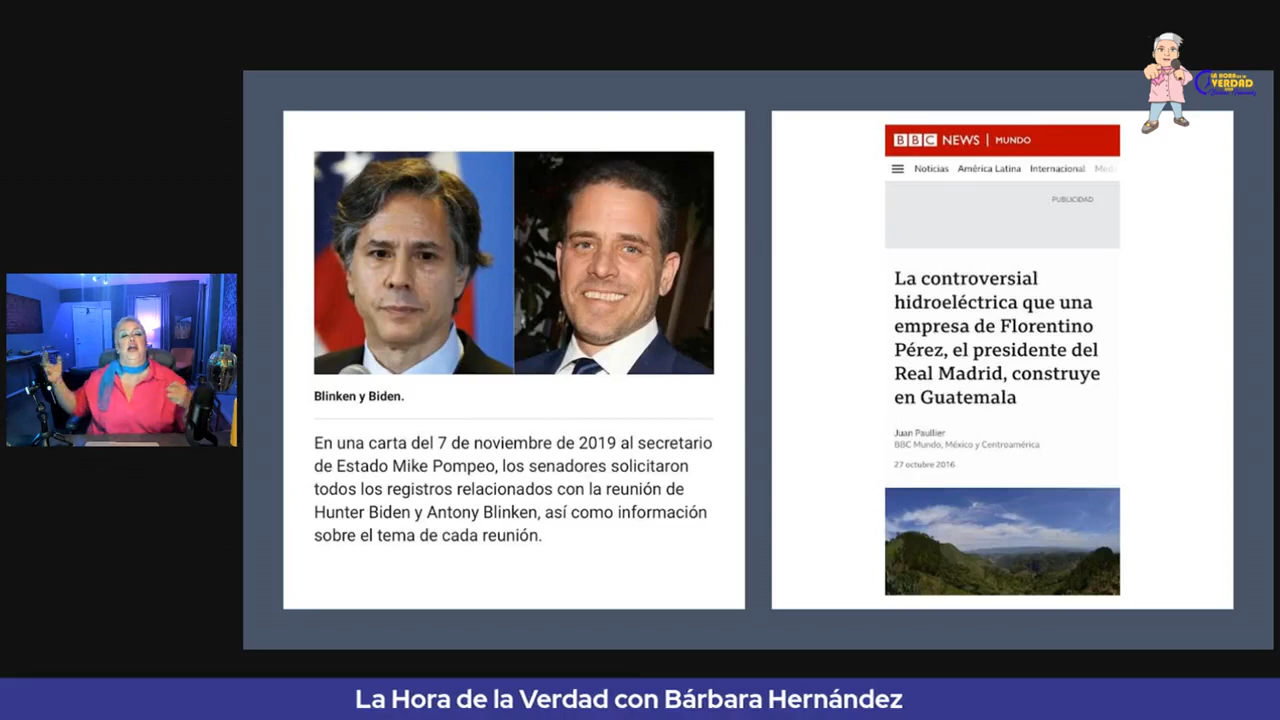 LA HORA DE LA
VERDAD
Blinken y Biden.
En una carta del 7 de noviembre de 2019 al secretario
de Estado Mike Pompeo, los senadores solicitaron
todos los registros relacionados con la reunión de
Hunter Biden y Antony Blinken, así como información
sobre el tema de cada reunión.
BBC NEWS | MUNDO
Noticias América Latina Internacional
PUBLICIDAD
La controversial
hidroeléctrica que una
empresa de Florentino
Pérez, el presidente del
Real Madrid, construye
en Guatemala
Juan Paullier
BBC Mundo, México y Centroamérica
27 octubre 2016
La Hora de la Verdad con Bárbara Hernández